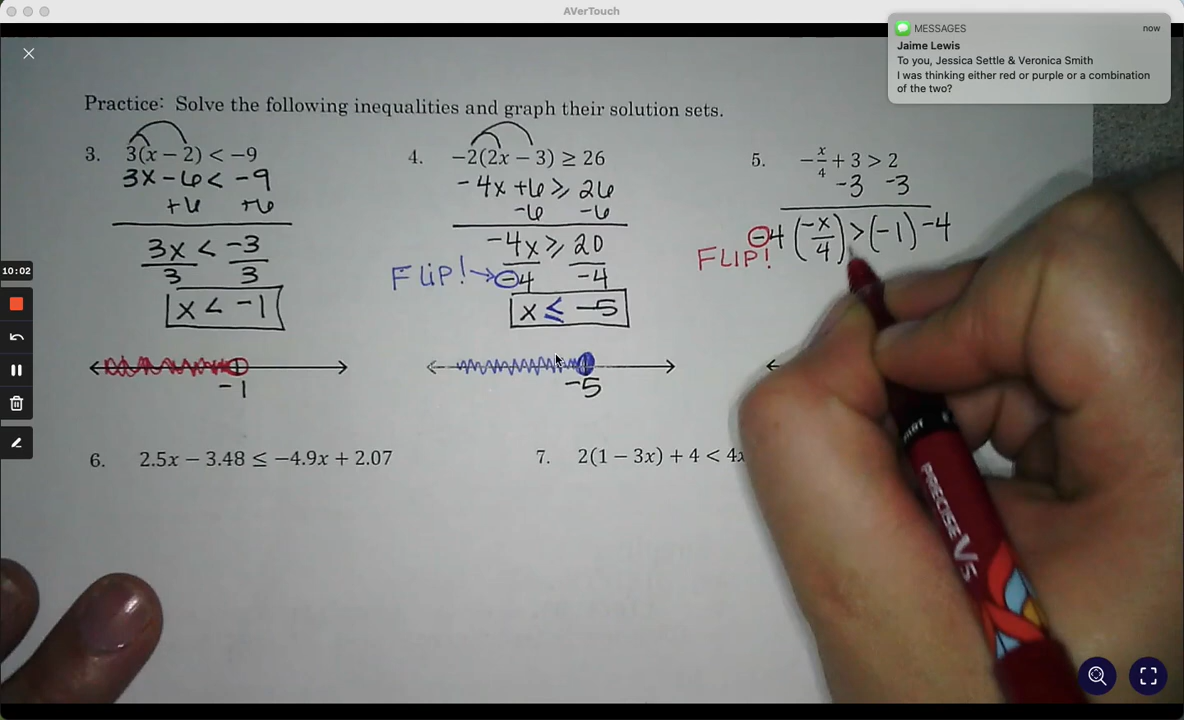 AVerTouch
MESSAGES now
Jaime Lewis
To you, Jessica Settle & Veronica Smith
I was thinking either red or purple or a combination
of the two?
Practice: Solve the following inequalities and graph their solution sets.
3. 3(x − 2) < −9
3x -6 < -9
+6 +6
3x < -3
3 3
x < -1
-1
4. −2(2x − 3) ≥ 26
-4x +6 ≥ 26
-6 -6
-4x ≥ 20
FLiP! → -4 -4
x ≤ -5
-5
5. −x/4 + 3 > 2
-3 -3
-4 (-x/4) > (-1) -4
FLIP!
10:02
6. 2.5x − 3.48 ≤ −4.9x + 2.07
7. 2(1 − 3x) + 4 < 4x
PRECISE V5